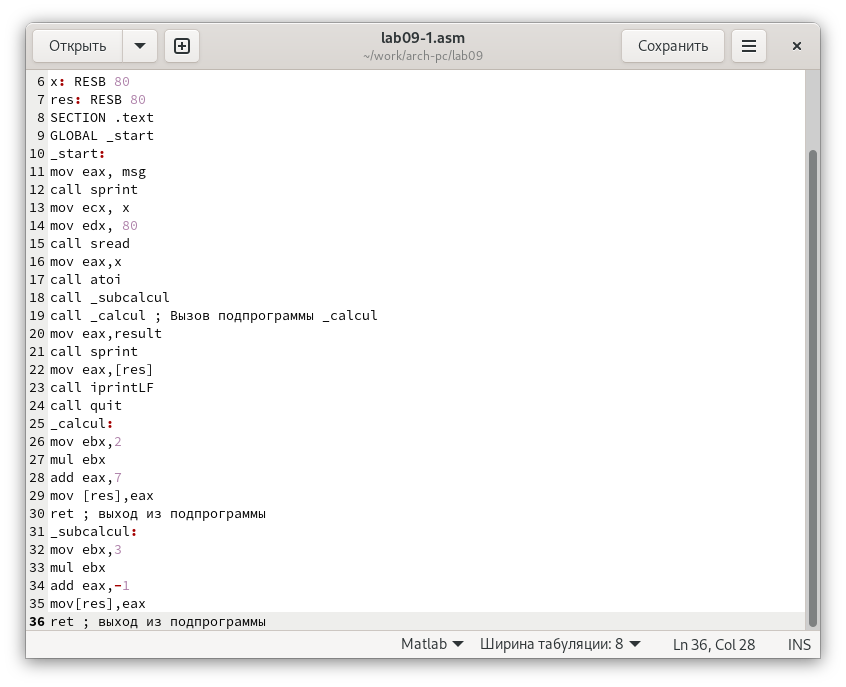 Открыть
lab09-1.asm
~/work/arch-pc/lab09
Сохранить
6 x: RESB 80
7 res: RESB 80
8 SECTION .text
9 GLOBAL _start
10 _start:
11 mov eax, msg
12 call sprint
13 mov ecx, x
14 mov edx, 80
15 call sread
16 mov eax,x
17 call atoi
18 call _subcalcul
19 call _calcul ; Вызов подпрограммы _calcul
20 mov eax,result
21 call sprint
22 mov eax,[res]
23 call iprintLF
24 call quit
25 _calcul:
26 mov ebx,2
27 mul ebx
28 add eax,7
29 mov [res],eax
30 ret ; выход из подпрограммы
31 _subcalcul:
32 mov ebx,3
33 mul ebx
34 add eax,-1
35 mov[res],eax
36 ret ; выход из подпрограммы
Matlab Ширина табуляции: 8 Ln 36, Col 28 INS